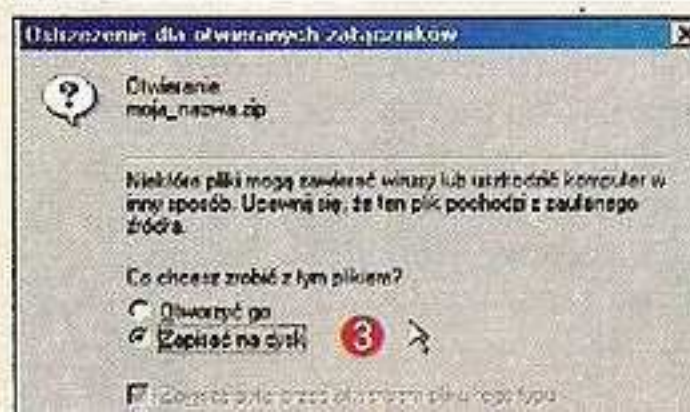 Ostrzeżenie dla otwieranych załączników
Otwieranie
moja_nazwa.zip
Niektóre pliki mogą zawierać wirusy lub uszkodzić komputer w
inny sposób. Upewnij się, że ten plik pochodzi z zaufanego
źródła.
Co chcesz zrobić z tym plikiem?
Otworzyć go
Zapisać na dysk
3